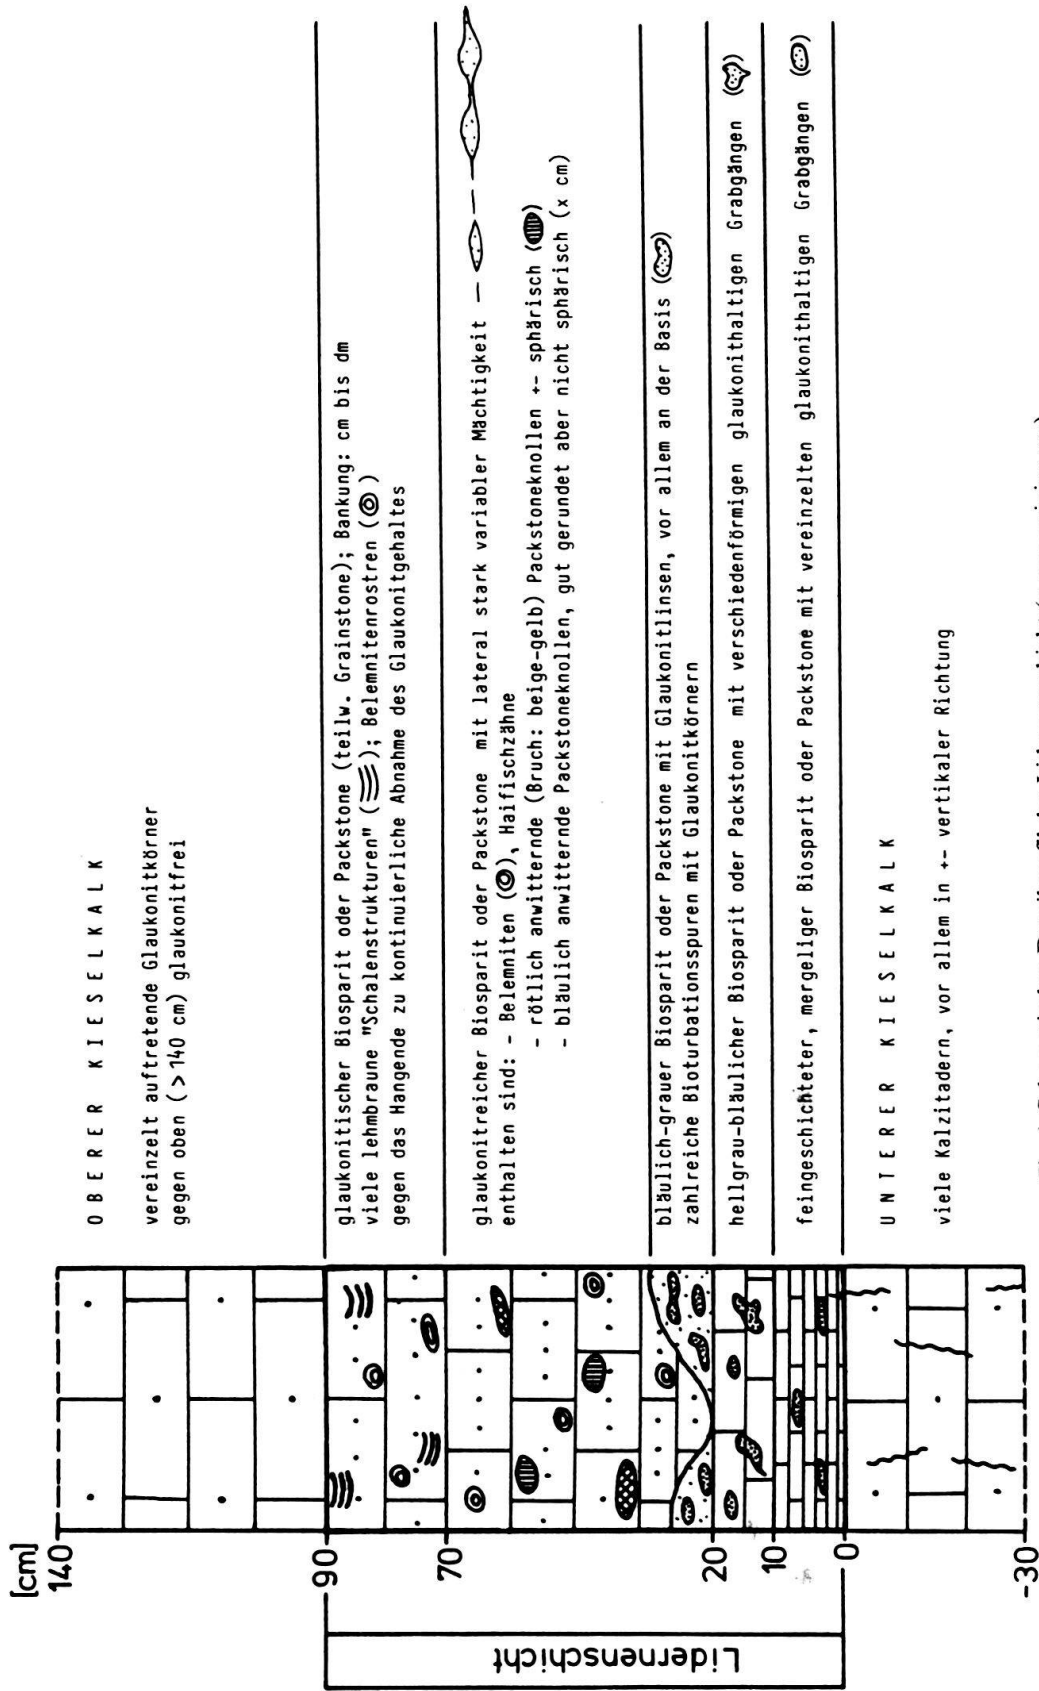 [cm]
140
90
70
20
10
0
-30
Lidernenschicht
OBERER KIESELKALK
vereinzelt auftretende Glaukonitkörner
gegen oben (> 140 cm) glaukonitfrei
glaukonitischer Biosparit oder Packstone (teilw. Grainstone); Bankung: cm bis dm
viele lehmbraune "Schalenstrukturen" ( ); Belemnitenrostren ( )
gegen das Hangende zu kontinuierliche Abnahme des Glaukonitgehaltes
glaukonitreicher Biosparit oder Packstone mit lateral stark variabler Mächtigkeit
enthalten sind: - Belemniten ( ), Haifischzähne
- rötlich anwitternde (Bruch: beige-gelb) Packstoneknollen +- sphärisch ( )
- bläulich anwitternde Packstoneknollen, gut gerundet aber nicht sphärisch (x cm)
bläulich-grauer Biosparit oder Packstone mit Glaukonitlinsen, vor allem an der Basis ( )
zahlreiche Bioturbationsspuren mit Glaukonitkörnern
hellgrau-bläulicher Biosparit oder Packstone mit verschiedenförmigen glaukonithaltigen Grabgängen ( )
feingeschichteter, mergeliger Biosparit oder Packstone mit vereinzelten glaukonithaltigen Grabgängen ( )
UNTERER KIESELKALK
viele Kalzitadern, vor allem in +- vertikaler Richtung